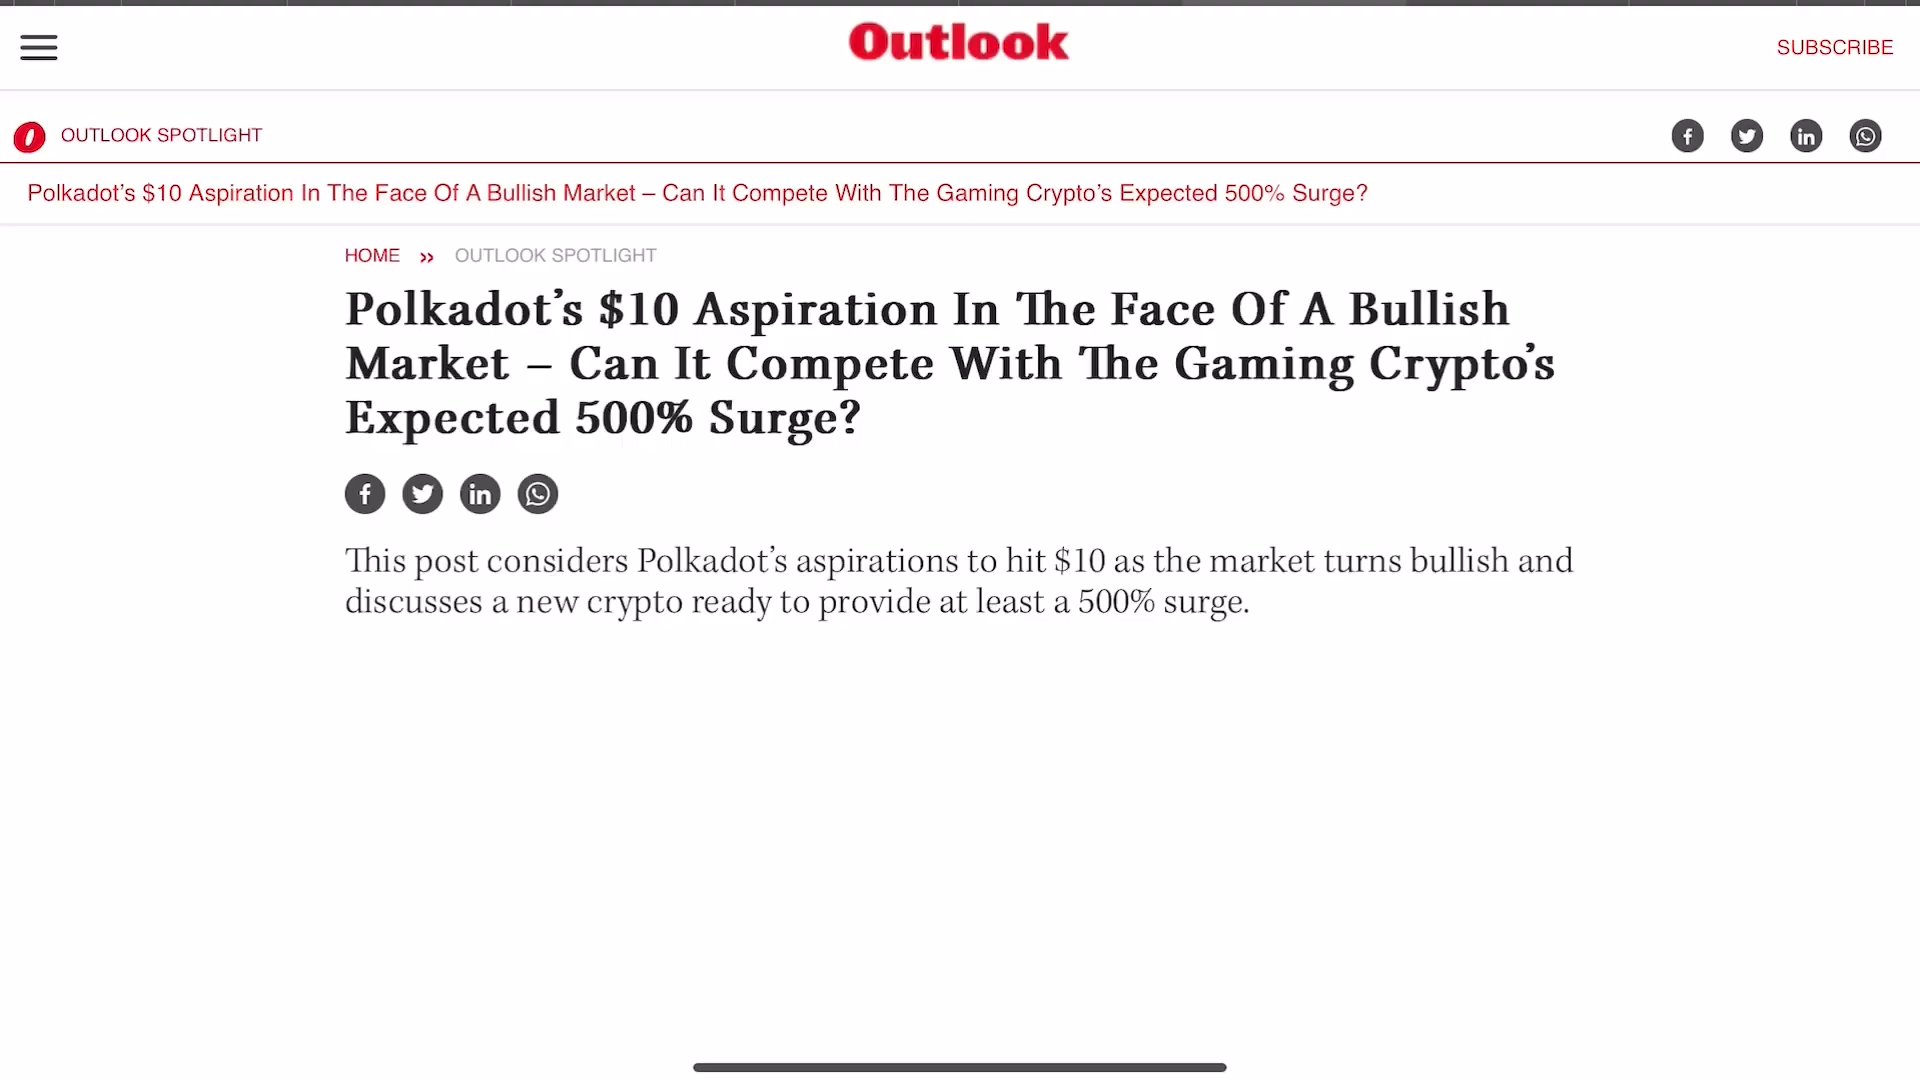 Outlook
SUBSCRIBE
OUTLOOK SPOTLIGHT
Polkadot’s $10 Aspiration In The Face Of A Bullish Market – Can It Compete With The Gaming Crypto’s Expected 500% Surge?
HOME » OUTLOOK SPOTLIGHT
Polkadot’s $10 Aspiration In The Face Of A Bullish
Market – Can It Compete With The Gaming Crypto’s
Expected 500% Surge?
This post considers Polkadot’s aspirations to hit $10 as the market turns bullish and
discusses a new crypto ready to provide at least a 500% surge.